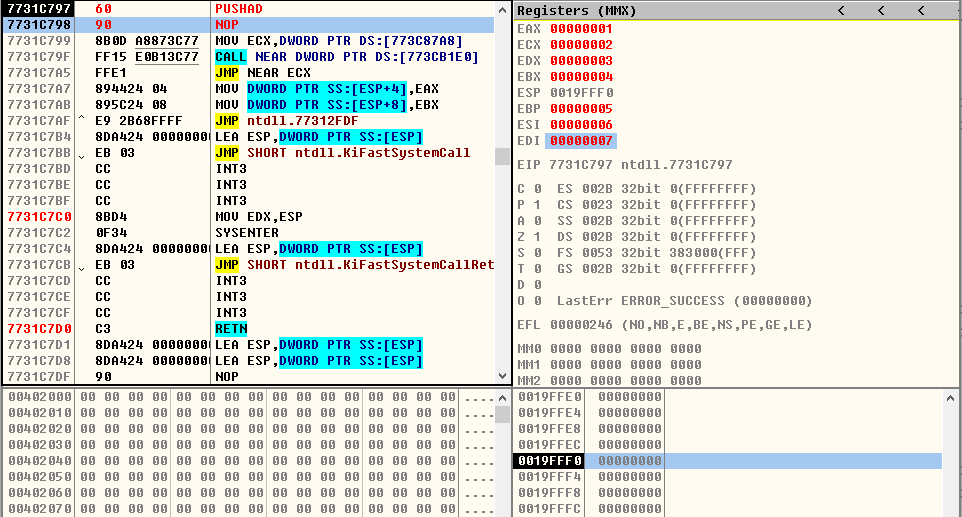 7731C797 60 PUSHAD
7731C798 90 NOP
7731C799 8B0D A8873C77 MOV ECX,DWORD PTR DS:[773C87A8]
7731C79F FF15 E0B13C77 CALL NEAR DWORD PTR DS:[773CB1E0]
7731C7A5 FFE1 JMP NEAR ECX
7731C7A7 894424 04 MOV DWORD PTR SS:[ESP+4],EAX
7731C7AB 895C24 08 MOV DWORD PTR SS:[ESP+8],EBX
7731C7AF ^ E9 2B68FFFF JMP ntdll.77312FDF
7731C7B4 8DA424 00000000 LEA ESP,DWORD PTR SS:[ESP]
7731C7BB EB 03 JMP SHORT ntdll.KiFastSystemCall
7731C7BD CC INT3
7731C7BE CC INT3
7731C7BF CC INT3
7731C7C0 8BD4 MOV EDX,ESP
7731C7C2 0F34 SYSENTER
7731C7C4 8DA424 00000000 LEA ESP,DWORD PTR SS:[ESP]
7731C7CB EB 03 JMP SHORT ntdll.KiFastSystemCallRet
7731C7CD CC INT3
7731C7CE CC INT3
7731C7CF CC INT3
7731C7D0 C3 RETN
7731C7D1 8DA424 00000000 LEA ESP,DWORD PTR SS:[ESP]
7731C7D8 8DA424 00000000 LEA ESP,DWORD PTR SS:[ESP]
7731C7DF 90 NOP
Registers (MMX) < < <
EAX 00000001
ECX 00000002
EDX 00000003
EBX 00000004
ESP 0019FFF0
EBP 00000005
ESI 00000006
EDI 00000007
EIP 7731C797 ntdll.7731C797
C 0 ES 002B 32bit 0(FFFFFFFF)
P 1 CS 0023 32bit 0(FFFFFFFF)
A 0 SS 002B 32bit 0(FFFFFFFF)
Z 1 DS 002B 32bit 0(FFFFFFFF)
S 0 FS 0053 32bit 383000(FFF)
T 0 GS 002B 32bit 0(FFFFFFFF)
D 0
O 0 LastErr ERROR_SUCCESS (00000000)
EFL 00000246 (NO,NB,E,BE,NS,PE,GE,LE)
MM0 0000 0000 0000 0000
MM1 0000 0000 0000 0000
MM2 0000 0000 0000 0000
00402000 00 00 00 00 00 00 00 00 00 00 00 00 00 00 00 00 ....
00402010 00 00 00 00 00 00 00 00 00 00 00 00 00 00 00 00 ....
00402020 00 00 00 00 00 00 00 00 00 00 00 00 00 00 00 00 ....
00402030 00 00 00 00 00 00 00 00 00 00 00 00 00 00 00 00 ....
00402040 00 00 00 00 00 00 00 00 00 00 00 00 00 00 00 00 ....
00402050 00 00 00 00 00 00 00 00 00 00 00 00 00 00 00 00 ....
00402060 00 00 00 00 00 00 00 00 00 00 00 00 00 00 00 00 ....
00402070 00 00 00 00 00 00 00 00 00 00 00 00 00 00 00 00 ....
0019FFE0 00000000
0019FFE4 00000000
0019FFE8 00000000
0019FFEC 00000000
0019FFF0 00000000
0019FFF4 00000000
0019FFF8 00000000
0019FFFC 00000000